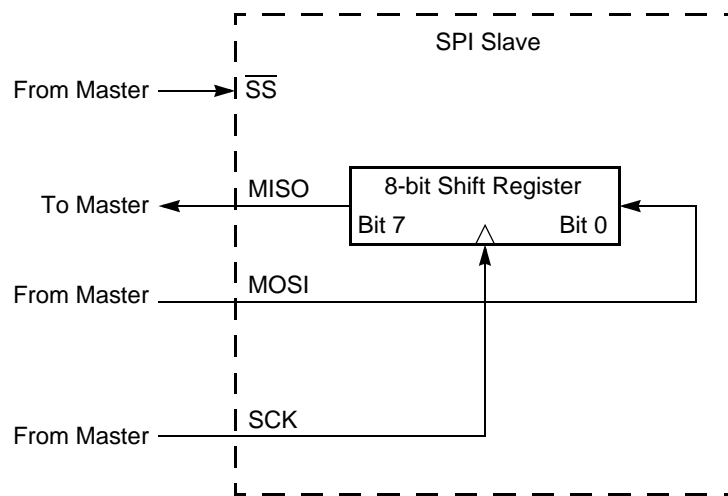 SPI Slave
From Master
S̅S̅
8-bit Shift Register
MISO
To Master
Bit 7
Bit 0
MOSI
From Master
SCK
From Master